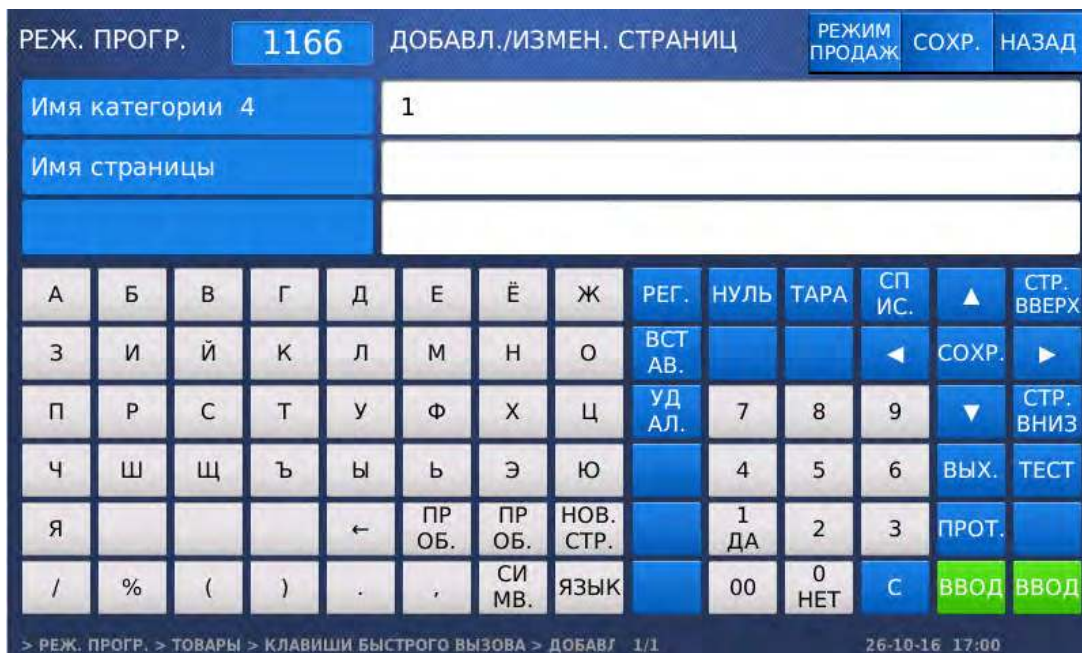 РЕЖ. ПРОГР. 1166 ДОБАВЛ./ИЗМЕН. СТРАНИЦ РЕЖИМ ПРОДАЖ СОХР. НАЗАД
Имя категории 4 1
Имя страницы
А Б В Г Д Е Ё Ж РЕГ. НУЛЬ ТАРА СП ИС. ▲ СТР. ВВЕРХ
З И Й К Л М Н О ВСТ АВ. ◀ СОХР. ▶
П Р С Т У Ф Х Ц УД АЛ. 7 8 9 ▼ СТР. ВНИЗ
Ч Ш Щ Ъ Ы Ь Э Ю 4 5 6 ВЫХ. ТЕСТ
Я ← ПР ОБ. ПР ОБ. НОВ. СТР. 1 ДА 2 3 ПРОТ.
/ % ( ) . , СИ МВ. ЯЗЫК 00 0 НЕТ С ВВОД ВВОД
> РЕЖ. ПРОГР. > ТОВАРЫ > КЛАВИШИ БЫСТРОГО ВЫЗОВА > ДОБАВЛ 1/1 26-10-16 17:00